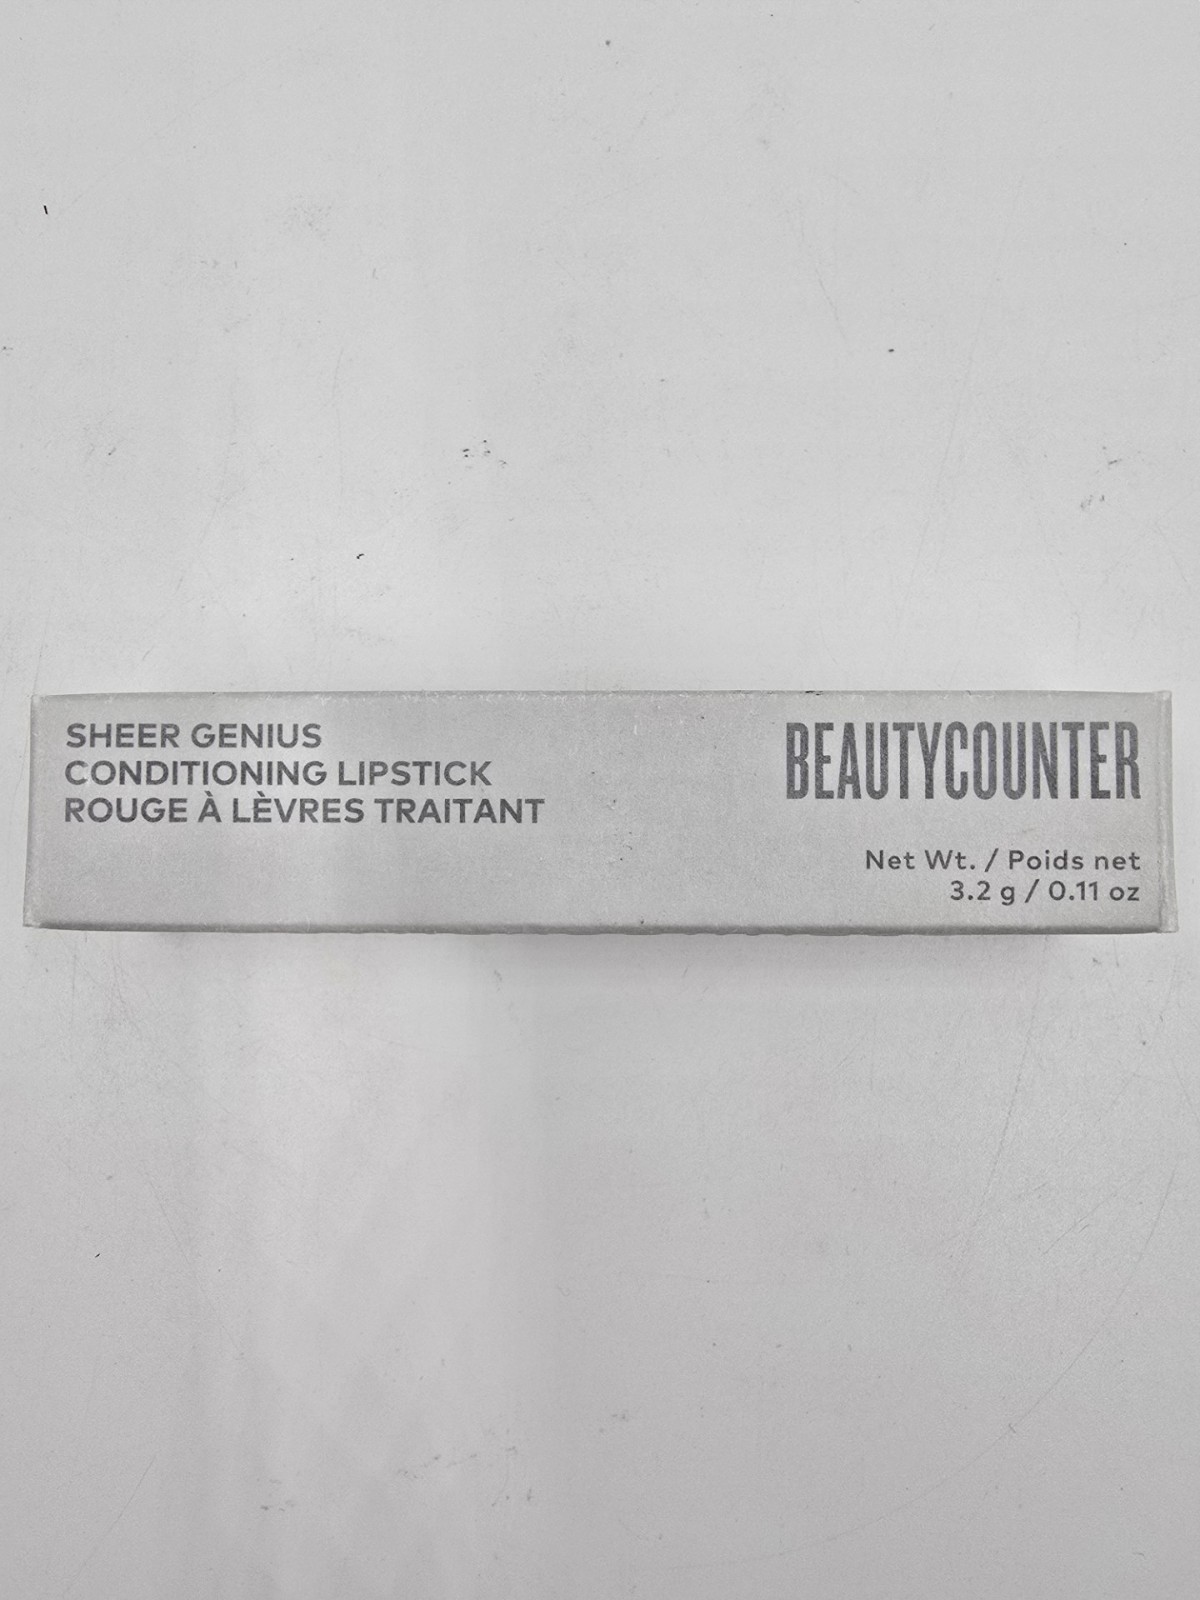 SHEER GENIUS
CONDITIONING LIPSTICK
ROUGE À LÈVRES TRAITANT
BEAUTYCOUNTER
Net Wt. / Poids net
3.2 g / 0.11 oz